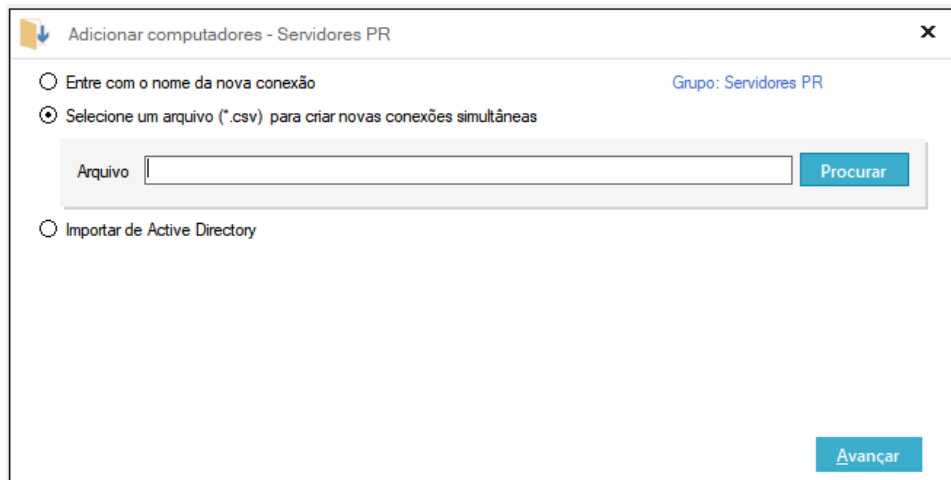 Adicionar computadores - Servidores PR
Entre com o nome da nova conexão Grupo: Servidores PR
Selecione um arquivo (*.csv) para criar novas conexões simultâneas
Arquivo Procurar
Importar de Active Directory
Avançar